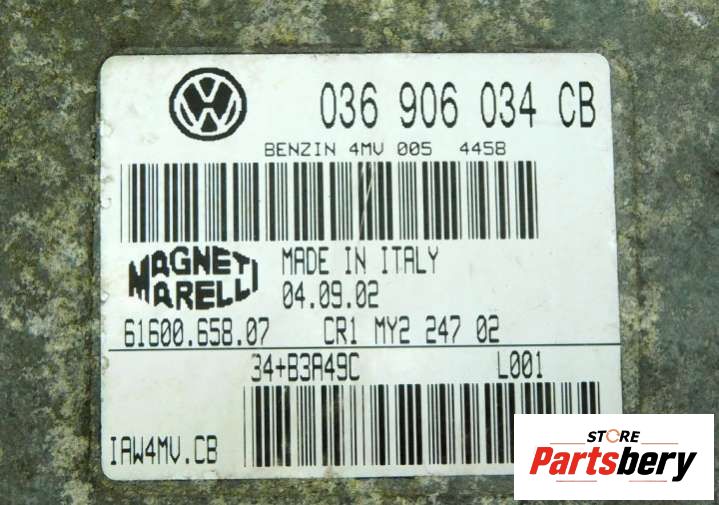 036 906 034 CB
BENZIN 4MV 005 4458
MAGNETI
MARELLI
MADE IN ITALY
04.09.02
61600.658.07 CR1 MY2 247 02
34+B3A49C L001
IAW4MV.CB
STORE
Partsbery